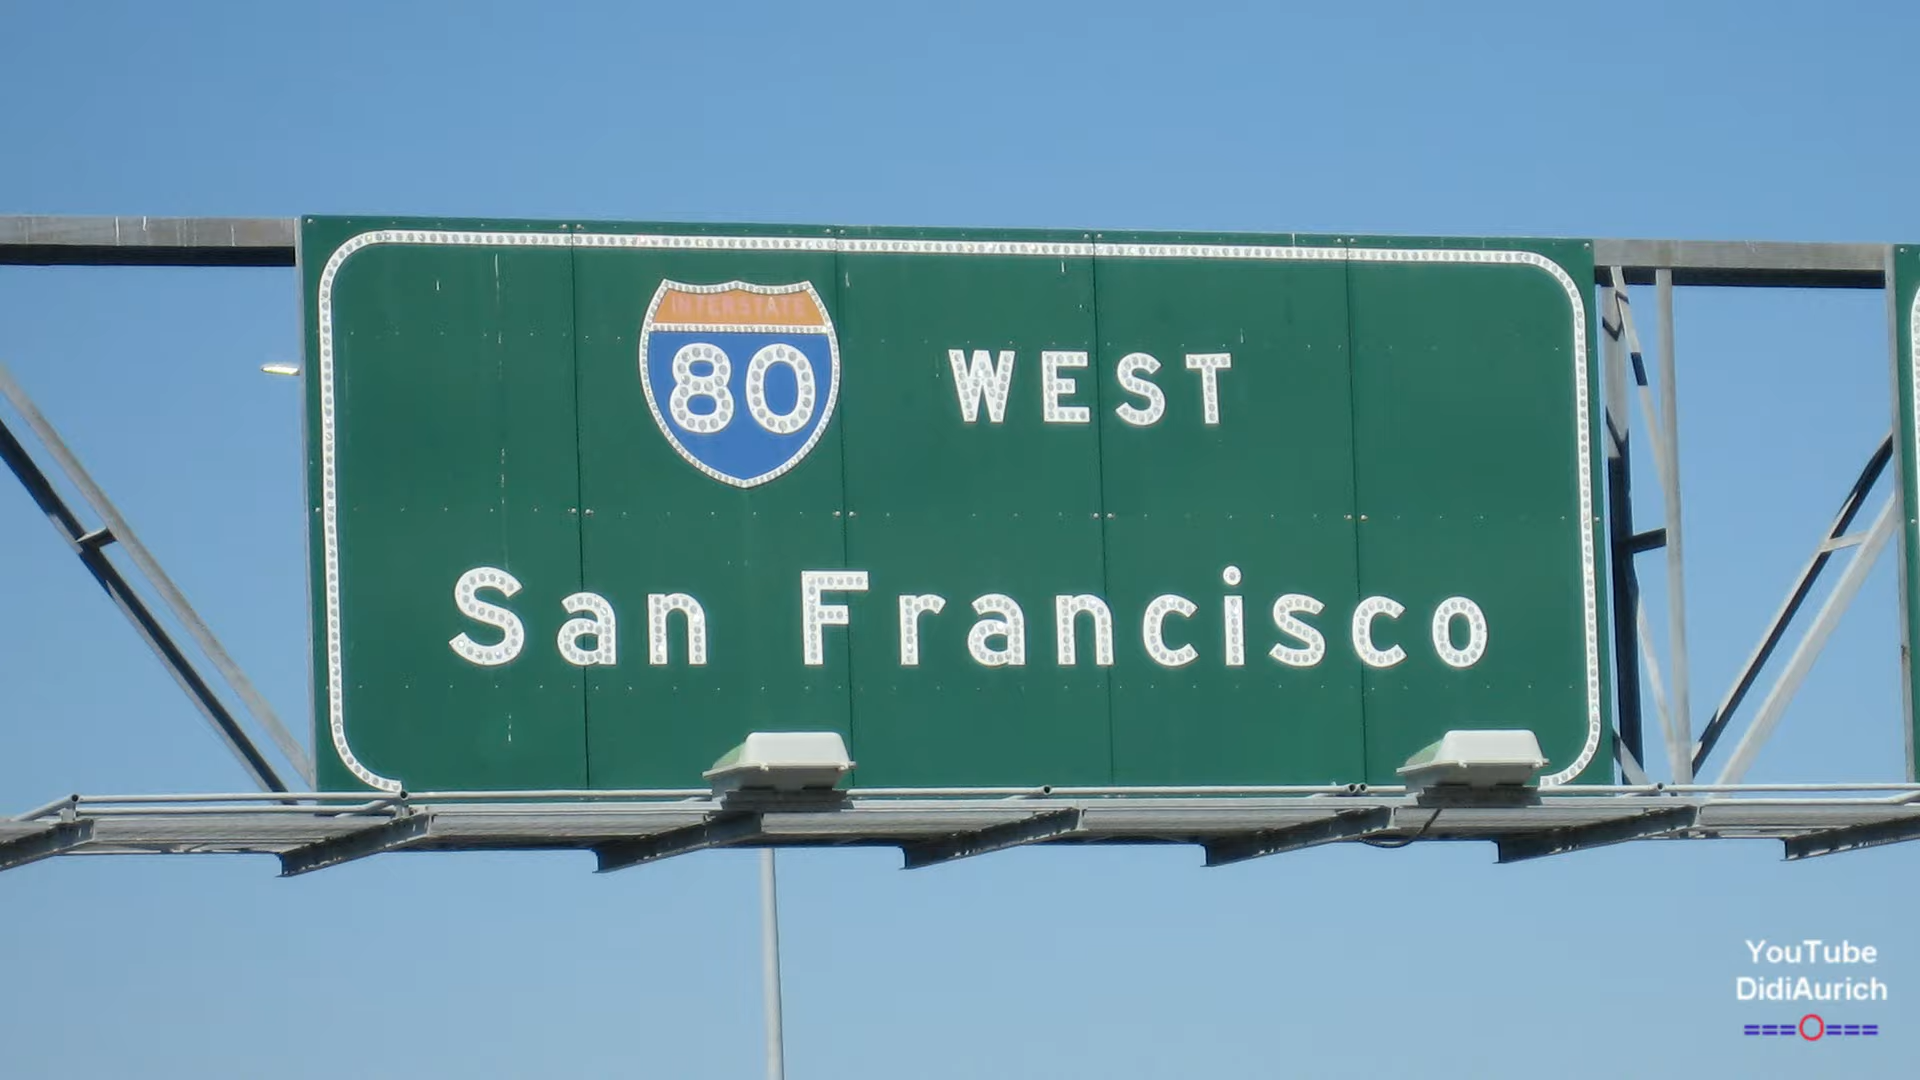 INTERSTATE
80 WEST
San Francisco
YouTube
DidiAurich
===O===